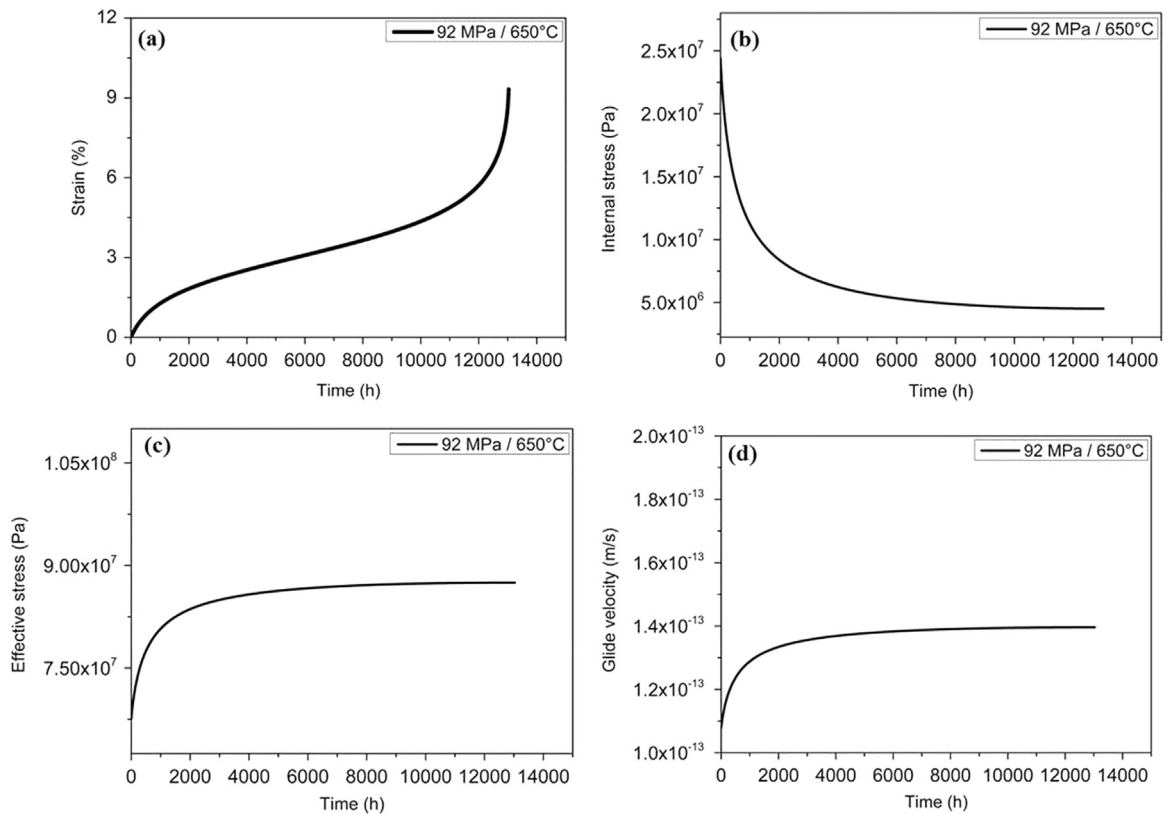 (a)
92 MPa / 650°C
12
9
6
3
0
Strain (%)
0 2000 4000 6000 8000 10000 12000 14000
Time (h)
(b)
92 MPa / 650°C
2.5x10⁷
2.0x10⁷
1.5x10⁷
1.0x10⁷
5.0x10⁶
Internal stress (Pa)
0 2000 4000 6000 8000 10000 12000 14000
Time (h)
(c)
92 MPa / 650°C
1.05x10⁸
9.00x10⁷
7.50x10⁷
Effective stress (Pa)
0 2000 4000 6000 8000 10000 12000 14000
Time (h)
(d)
92 MPa / 650°C
2.0x10⁻¹³
1.8x10⁻¹³
1.6x10⁻¹³
1.4x10⁻¹³
1.2x10⁻¹³
1.0x10⁻¹³
Glide velocity (m/s)
0 2000 4000 6000 8000 10000 12000 14000
Time (h)